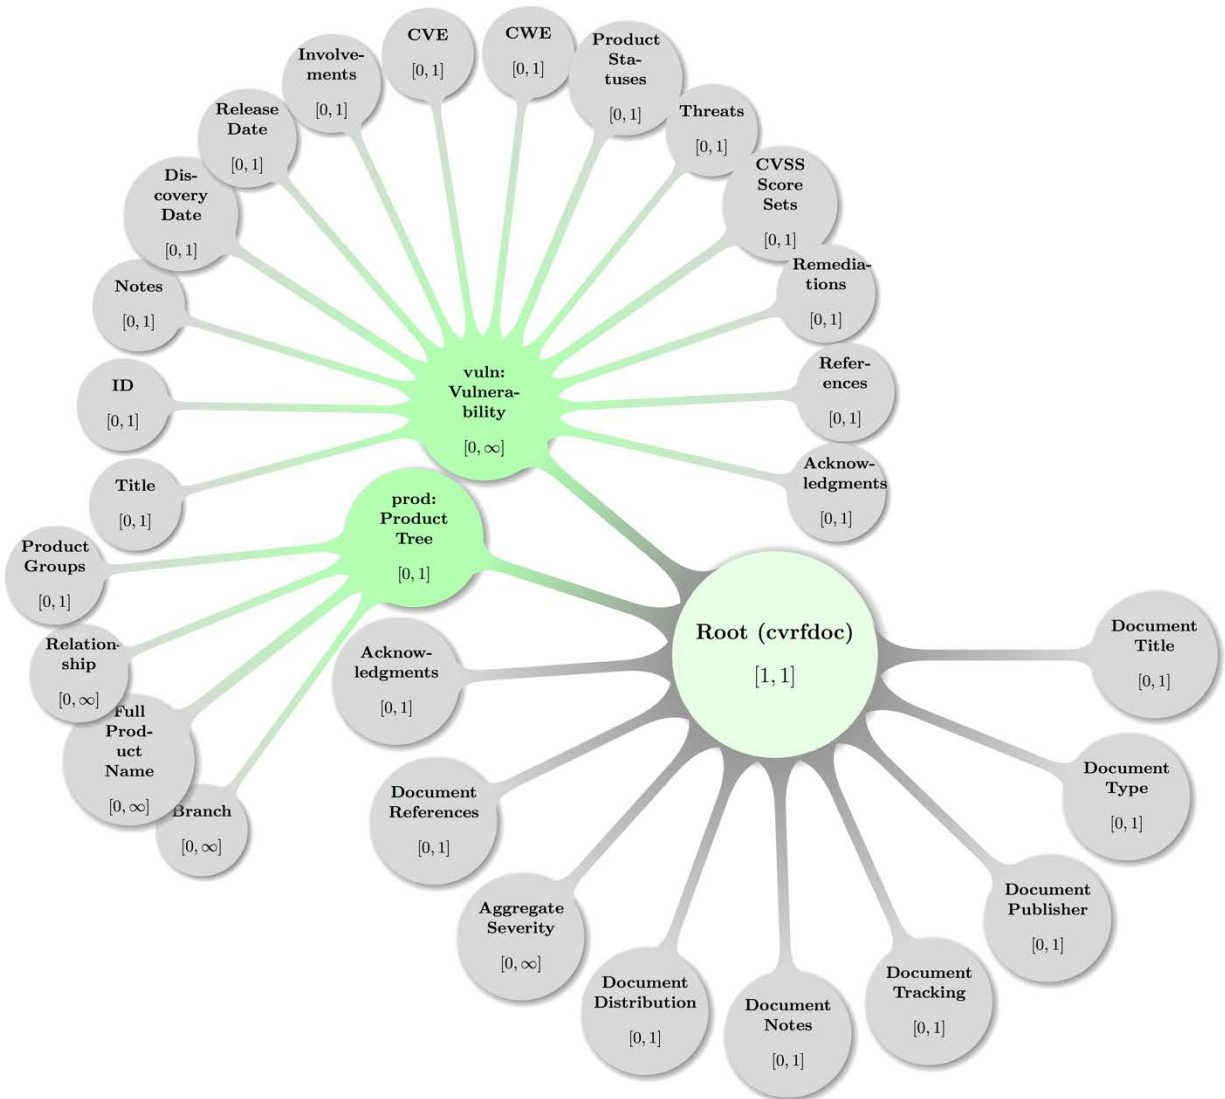 CVE
[0, 1]
CWE
[0, 1]
Product
Sta-
tuses
[0, 1]
Involve-
ments
[0, 1]
Threats
[0, 1]
Release
Date
[0, 1]
CVSS
Score
Sets
[0, 1]
Dis-
covery
Date
[0, 1]
Remedia-
tions
[0, 1]
Notes
[0, 1]
Refer-
ences
[0, 1]
ID
[0, 1]
vuln:
Vulnera-
bility
[0, ∞]
Acknow-
ledgments
[0, 1]
Title
[0, 1]
prod:
Product
Tree
[0, 1]
Product
Groups
[0, 1]
Relation-
ship
[0, ∞]
Full
Prod-
uct
Name
[0, ∞]
Branch
[0, ∞]
Root (cvrfdoc)
[1, 1]
Acknow-
ledgments
[0, 1]
Document
References
[0, 1]
Aggregate
Severity
[0, ∞]
Document
Distribution
[0, 1]
Document
Notes
[0, 1]
Document
Tracking
[0, 1]
Document
Publisher
[0, 1]
Document
Type
[0, 1]
Document
Title
[0, 1]